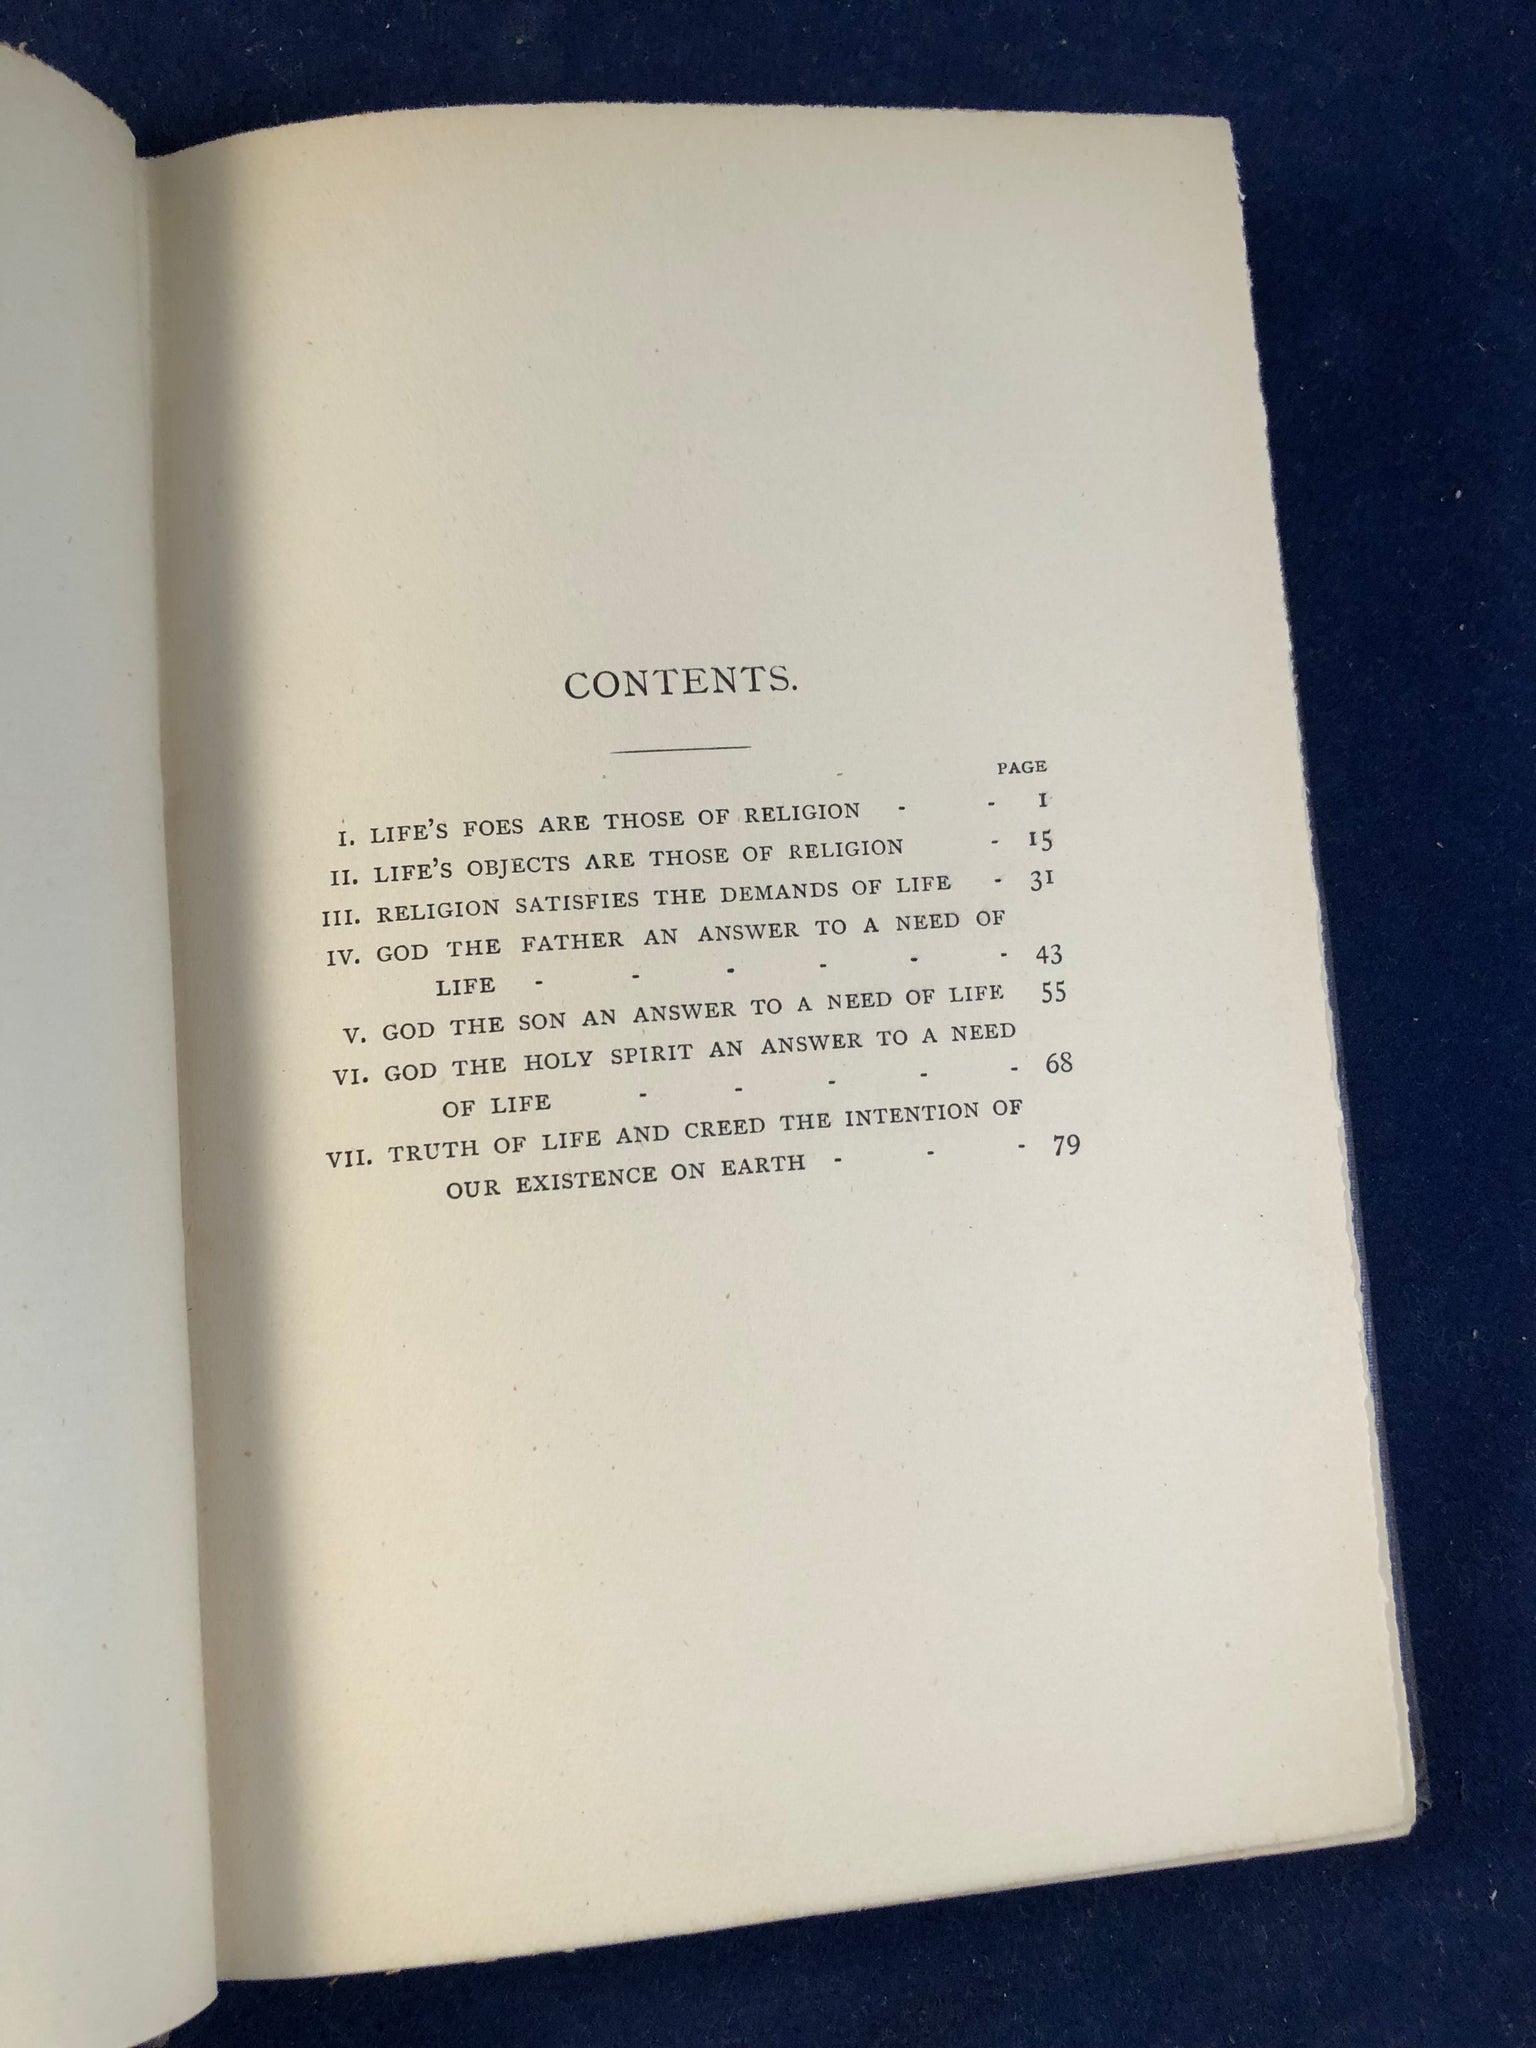 CONTENTS.
PAGE
I. LIFE'S FOES ARE THOSE OF RELIGION - - 1
II. LIFE'S OBJECTS ARE THOSE OF RELIGION - 15
III. RELIGION SATISFIES THE DEMANDS OF LIFE - 31
IV. GOD THE FATHER AN ANSWER TO A NEED OF
LIFE - - - - - - 43
V. GOD THE SON AN ANSWER TO A NEED OF LIFE 55
VI. GOD THE HOLY SPIRIT AN ANSWER TO A NEED
OF LIFE - - - - - 68
VII. TRUTH OF LIFE AND CREED THE INTENTION OF
OUR EXISTENCE ON EARTH - - - 79